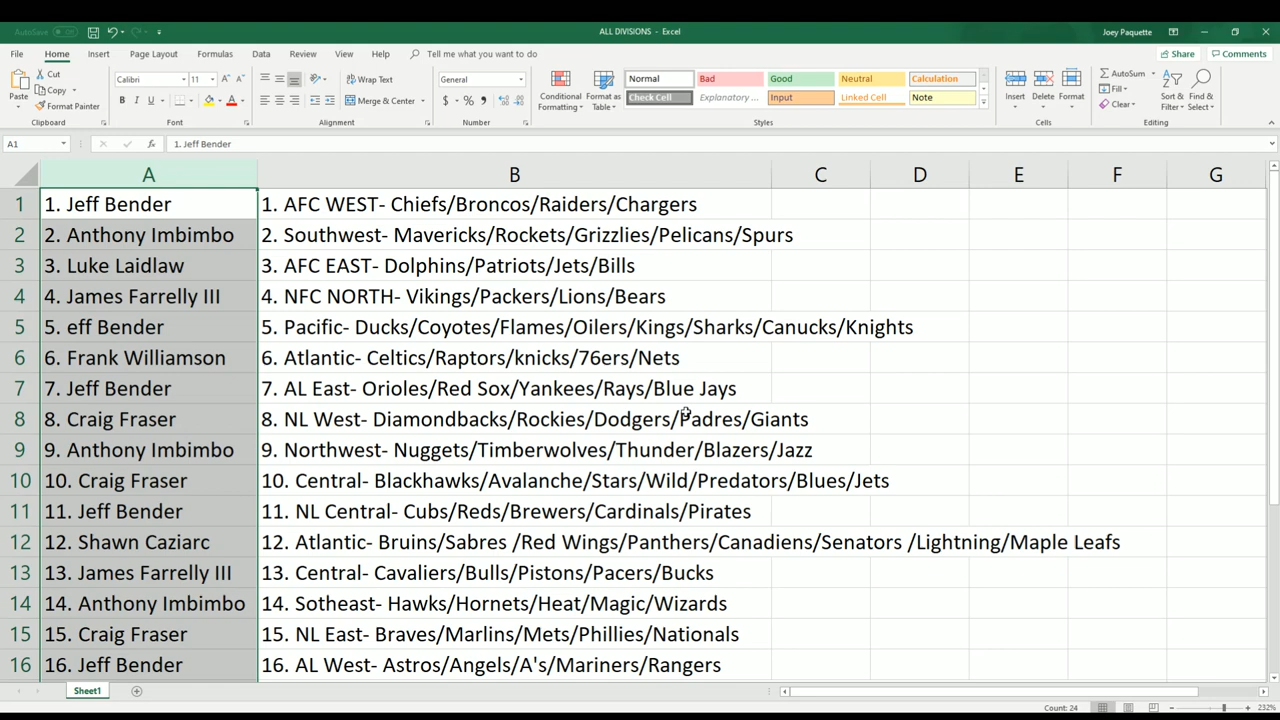 AutoSave Off
ALL DIVISIONS - Excel
Joey Paquette
File Home Insert Page Layout Formulas Data Review View Help Tell me what you want to do
Share Comments
Paste
Cut
Copy
Format Painter
Clipboard
Calibri 11
B I U
Font
Wrap Text
Merge & Center
Alignment
General
$ % ,
Number
Conditional Formatting
Format as Table
Normal Bad Good Neutral Calculation
Check Cell Explanatory ... Input Linked Cell Note
Styles
Insert Delete Format
Cells
AutoSum
Fill
Clear
Sort & Filter
Find & Select
Editing
A1 fx 1. Jeff Bender
A B C D E F G
1 1. Jeff Bender 1. AFC WEST- Chiefs/Broncos/Raiders/Chargers
2 2. Anthony Imbimbo 2. Southwest- Mavericks/Rockets/Grizzlies/Pelicans/Spurs
3 3. Luke Laidlaw 3. AFC EAST- Dolphins/Patriots/Jets/Bills
4 4. James Farrelly III 4. NFC NORTH- Vikings/Packers/Lions/Bears
5 5. eff Bender 5. Pacific- Ducks/Coyotes/Flames/Oilers/Kings/Sharks/Canucks/Knights
6 6. Frank Williamson 6. Atlantic- Celtics/Raptors/knicks/76ers/Nets
7 7. Jeff Bender 7. AL East- Orioles/Red Sox/Yankees/Rays/Blue Jays
8 8. Craig Fraser 8. NL West- Diamondbacks/Rockies/Dodgers/Padres/Giants
9 9. Anthony Imbimbo 9. Northwest- Nuggets/Timberwolves/Thunder/Blazers/Jazz
10 10. Craig Fraser 10. Central- Blackhawks/Avalanche/Stars/Wild/Predators/Blues/Jets
11 11. Jeff Bender 11. NL Central- Cubs/Reds/Brewers/Cardinals/Pirates
12 12. Shawn Caziarc 12. Atlantic- Bruins/Sabres /Red Wings/Panthers/Canadiens/Senators /Lightning/Maple Leafs
13 13. James Farrelly III 13. Central- Cavaliers/Bulls/Pistons/Pacers/Bucks
14 14. Anthony Imbimbo 14. Sotheast- Hawks/Hornets/Heat/Magic/Wizards
15 15. Craig Fraser 15. NL East- Braves/Marlins/Mets/Phillies/Nationals
16 16. Jeff Bender 16. AL West- Astros/Angels/A's/Mariners/Rangers
Sheet1
Count: 24 232%